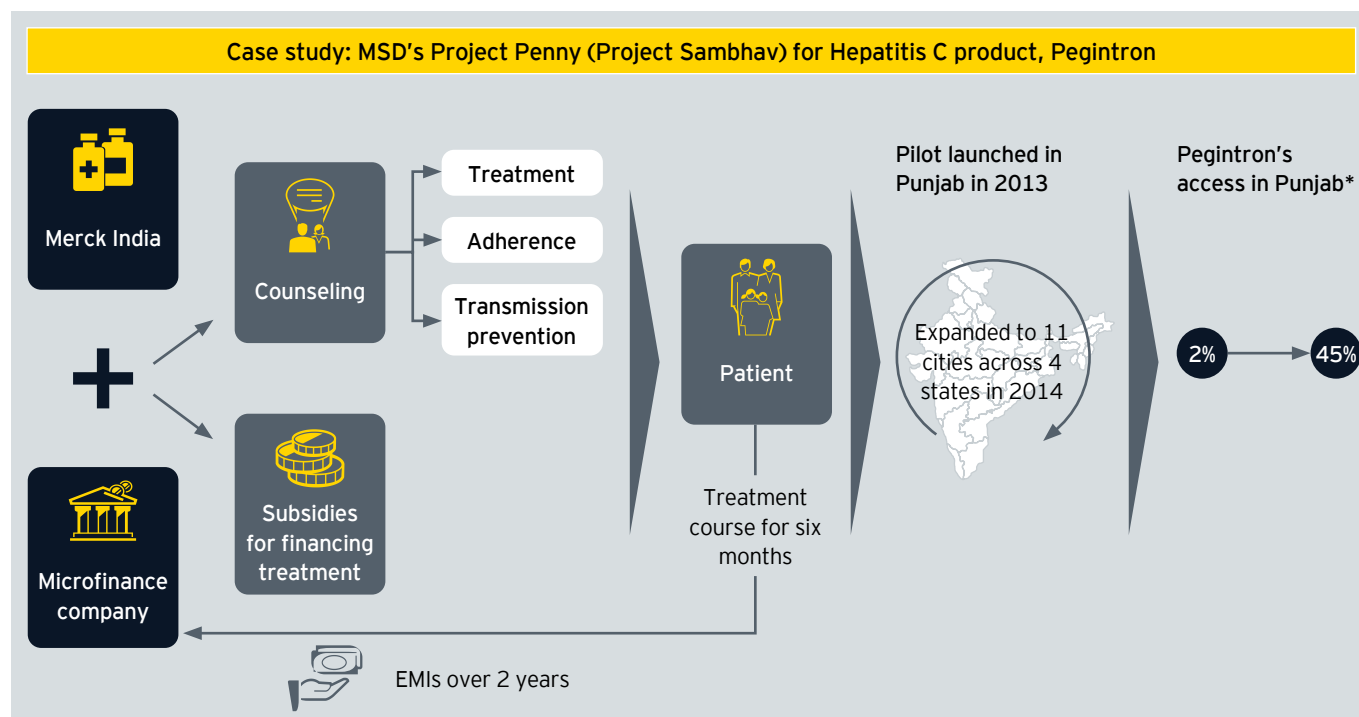 Case study: MSD's Project Penny (Project Sambhav) for Hepatitis C product, Pegintron
Merck India
Microfinance
company
Counseling
Subsidies
for financing
treatment
Treatment
Adherence
Transmission
prevention
Patient
Treatment
course for six
months
EMIs over 2 years
Pilot launched in
Punjab in 2013
Expanded to 11
cities across 4
states in 2014
Pegintron's
access in Punjab*
2%
45%